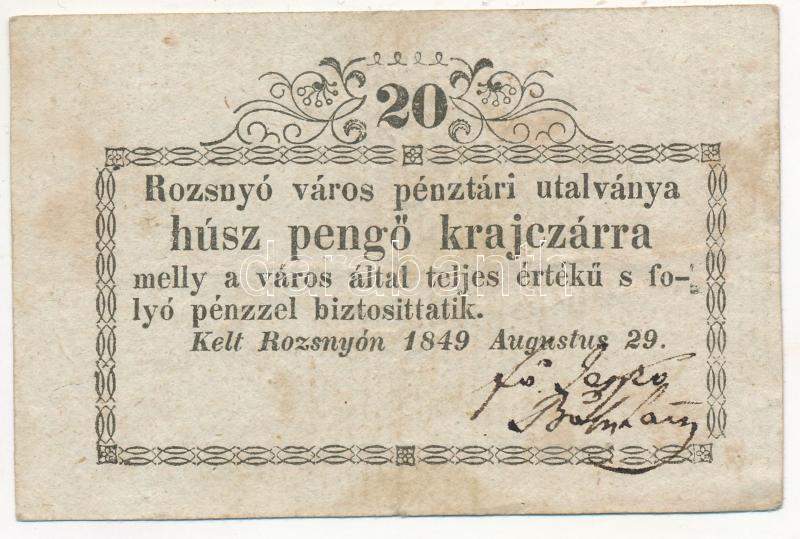 20
Rozsnyó város pénztári utalványa
húsz pengő krajczárra
melly a város által teljes értékű s fo-
lyó pénzzel biztosittatik.
Kelt Rozsnyón 1849 Augustus 29.
darabanth